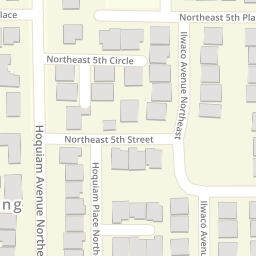 place
Northeast 5th Pla
Northeast 5th Circle
Ilwaco Avenue Northeast
Northeast 5th Street
Hoquiam Avenue Northe
Hoquiam Place North
Ilwaco Avenu
ng